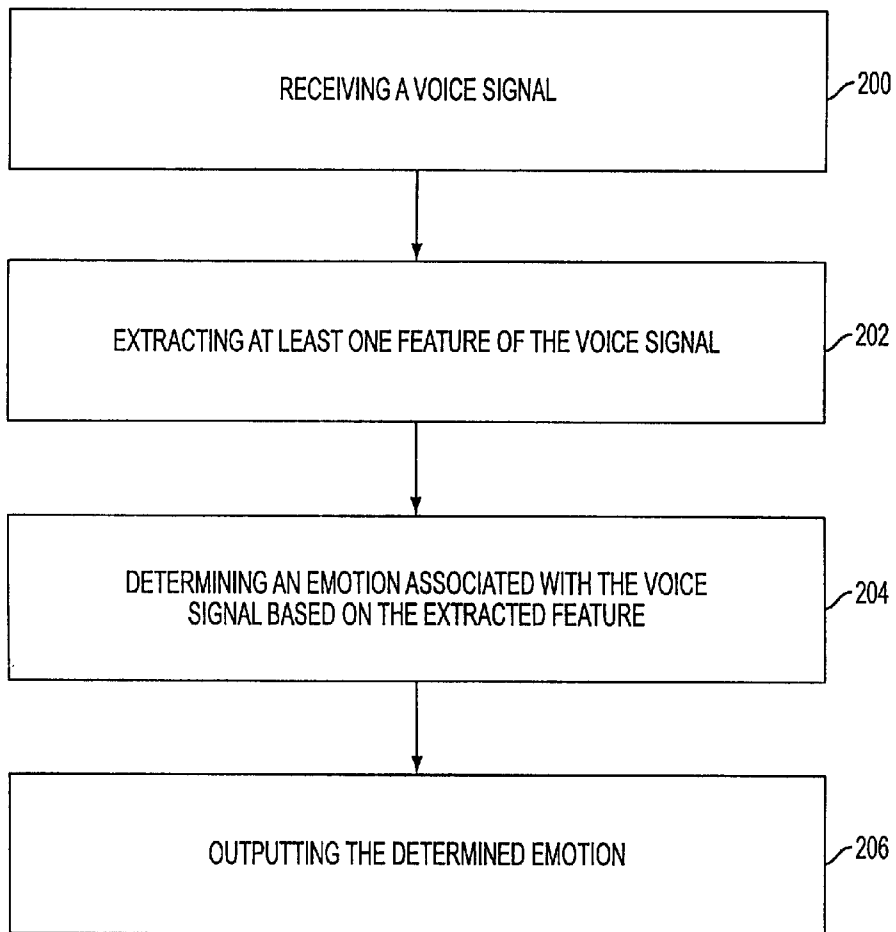 RECEIVING A VOICE SIGNAL
200
EXTRACTING AT LEAST ONE FEATURE OF THE VOICE SIGNAL
202
DETERMINING AN EMOTION ASSOCIATED WITH THE VOICE
SIGNAL BASED ON THE EXTRACTED FEATURE
204
OUTPUTTING THE DETERMINED EMOTION
206